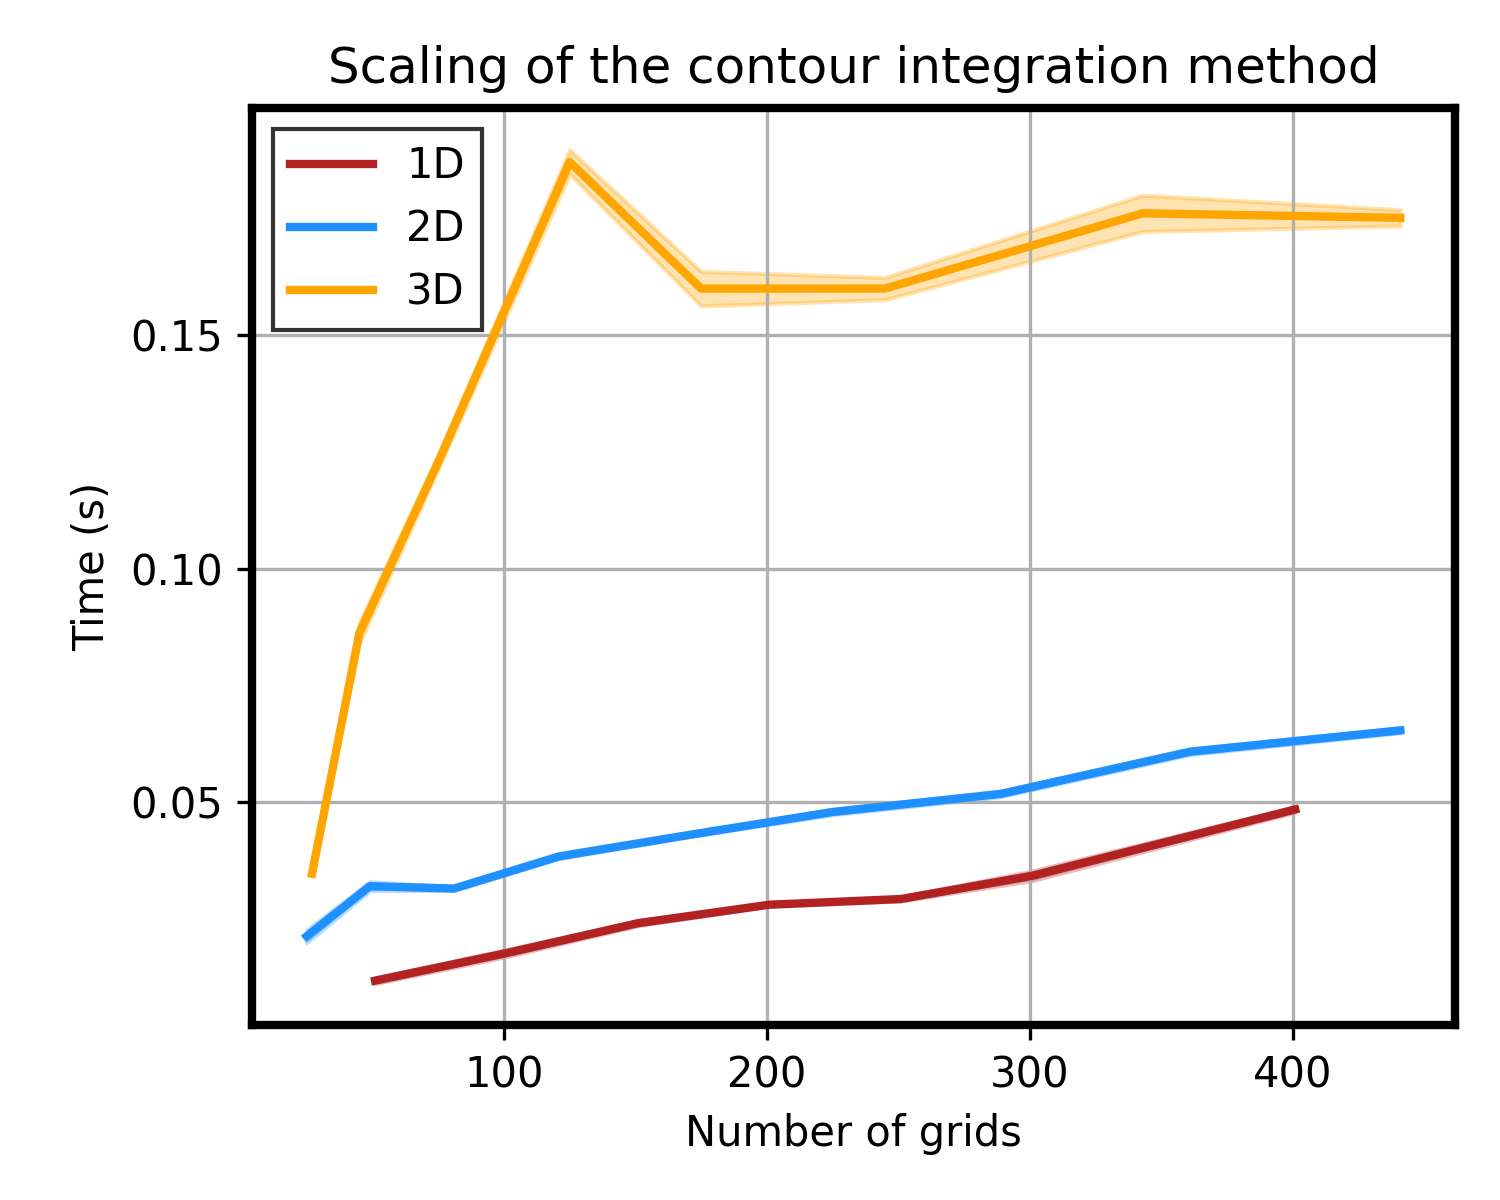 Scaling of the contour integration method
1D
2D
3D
0.15
0.10
0.05
Time (s)
100 200 300 400
Number of grids